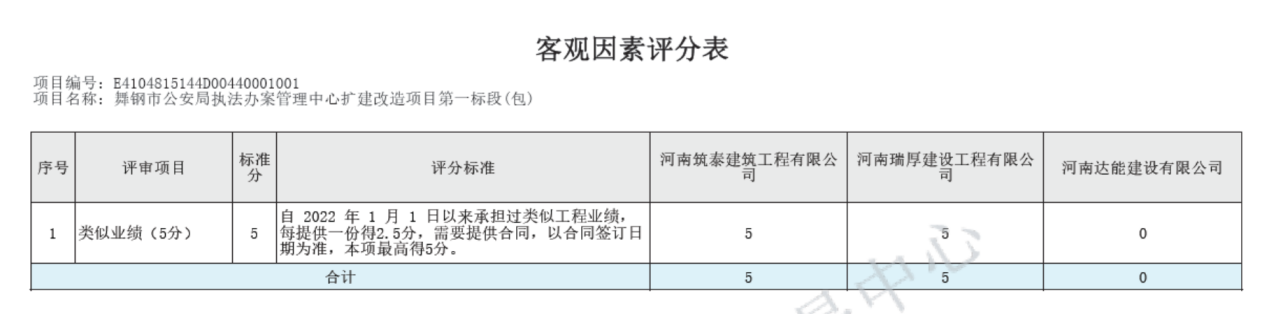 客观因素评分表
项目编号：E4104815144D00440001001
项目名称：舞钢市公安局执法办案管理中心扩建改造项目第一标段(包)
序号 评审项目 标准分 评分标准 河南筑泰建筑工程有限公司 河南瑞厚建设工程有限公司 河南达能建设有限公司
1 类似业绩（5分） 5 自 2022 年 1 月 1 日以来承担过类似工程业绩，
每提供一份得2.5分，需要提供合同，以合同签订日
期为准，本项最高得5分。 5 5 0
合计 5 5 0
中心